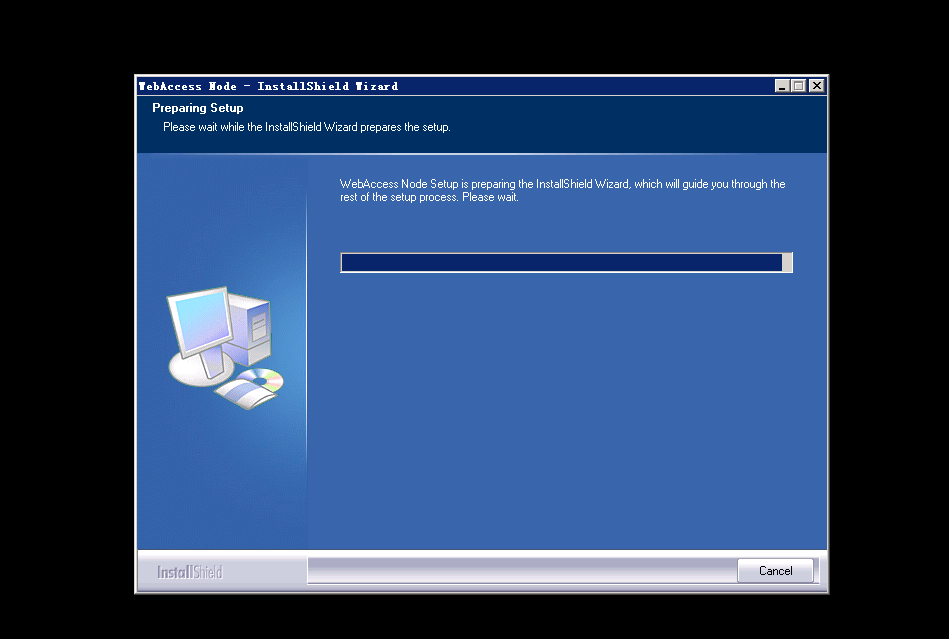 WebAccess Node - InstallShield Wizard
Preparing Setup
Please wait while the InstallShield Wizard prepares the setup.
WebAccess Node Setup is preparing the InstallShield Wizard, which will guide you through the
rest of the setup process. Please wait.
InstallShield
Cancel